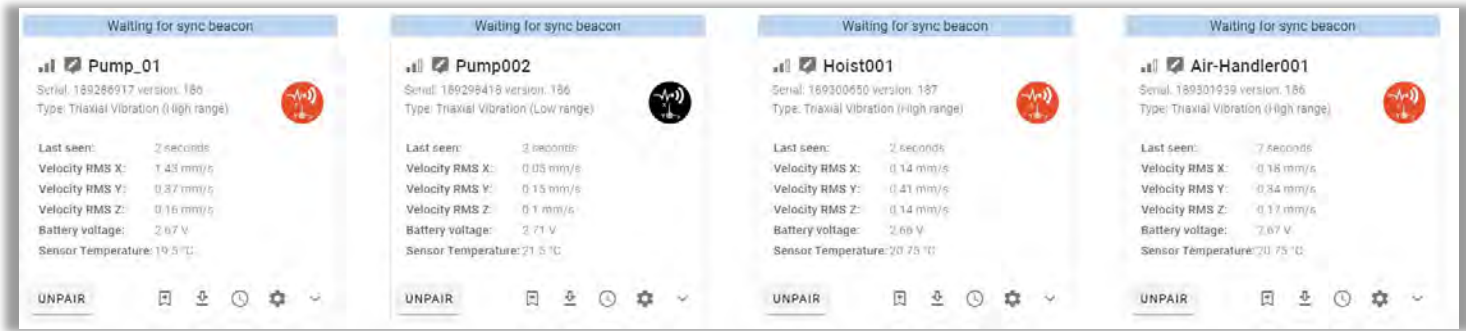 Waiting for sync beacon
Pump_01
Serial: 189286917 version: 186
Type: Triaxial Vibration (High range)
Last seen: 2 seconds
Velocity RMS X: 1.43 mm/s
Velocity RMS Y: 0.37 mm/s
Velocity RMS Z: 0.16 mm/s
Battery voltage: 2.67 V
Sensor Temperature: 19.5 °C
UNPAIR
Waiting for sync beacon
Pump002
Serial: 189298418 version: 186
Type: Triaxial Vibration (Low range)
Last seen: 2 seconds
Velocity RMS X: 0.05 mm/s
Velocity RMS Y: 0.15 mm/s
Velocity RMS Z: 0.1 mm/s
Battery voltage: 2.71 V
Sensor Temperature: 21.5 °C
UNPAIR
Waiting for sync beacon
Hoist001
Serial: 189300650 version: 187
Type: Triaxial Vibration (High range)
Last seen: 2 seconds
Velocity RMS X: 0.14 mm/s
Velocity RMS Y: 0.41 mm/s
Velocity RMS Z: 0.14 mm/s
Battery voltage: 2.66 V
Sensor Temperature: 20.75 °C
UNPAIR
Waiting for sync beacon
Air-Handler001
Serial: 189301939 version: 186
Type: Triaxial Vibration (High range)
Last seen: 2 seconds
Velocity RMS X: 0.18 mm/s
Velocity RMS Y: 0.34 mm/s
Velocity RMS Z: 0.17 mm/s
Battery voltage: 2.67 V
Sensor Temperature: 20.75 °C
UNPAIR